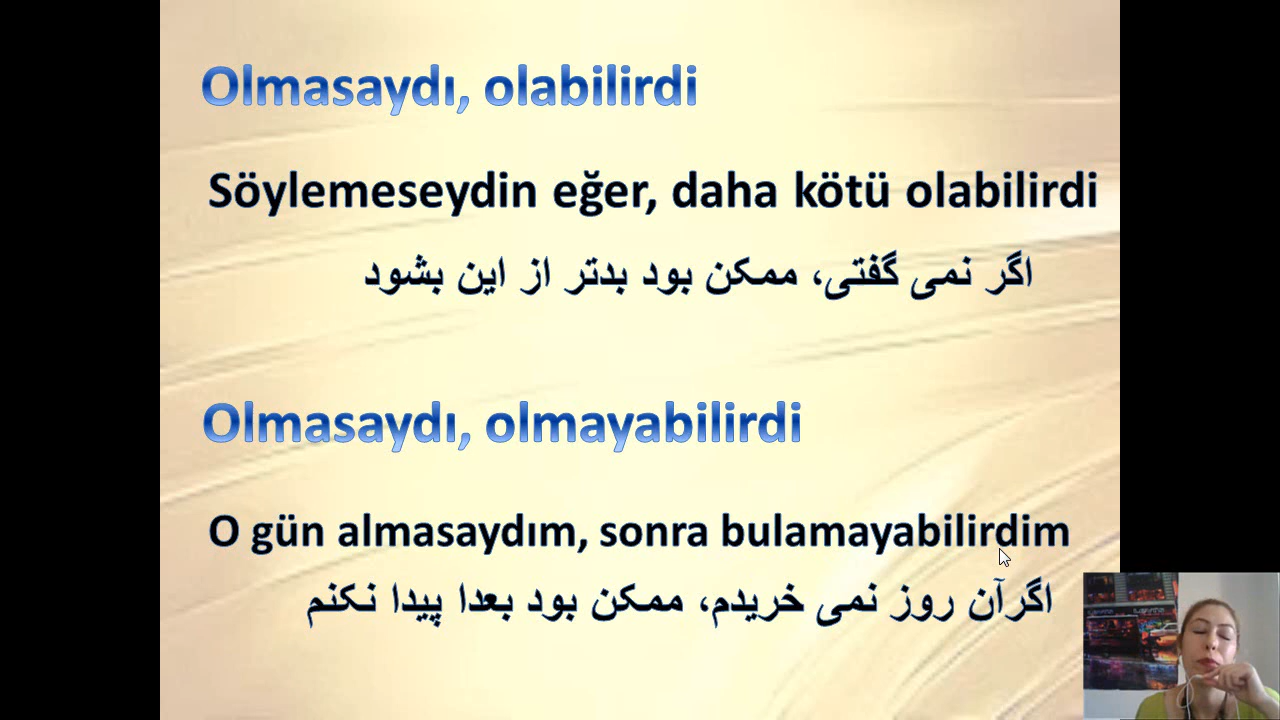 Olmasaydı, olabilirdi
Söylemeseydin eğer, daha kötü olabilirdi
اگر نمی گفتی، ممکن بود بدتر از این بشود
Olmasaydı, olmayabilirdi
O gün almasaydım, sonra bulamayabilirdim
اگرآن روز نمی خریدم، ممکن بود بعدا پیدا نکنم